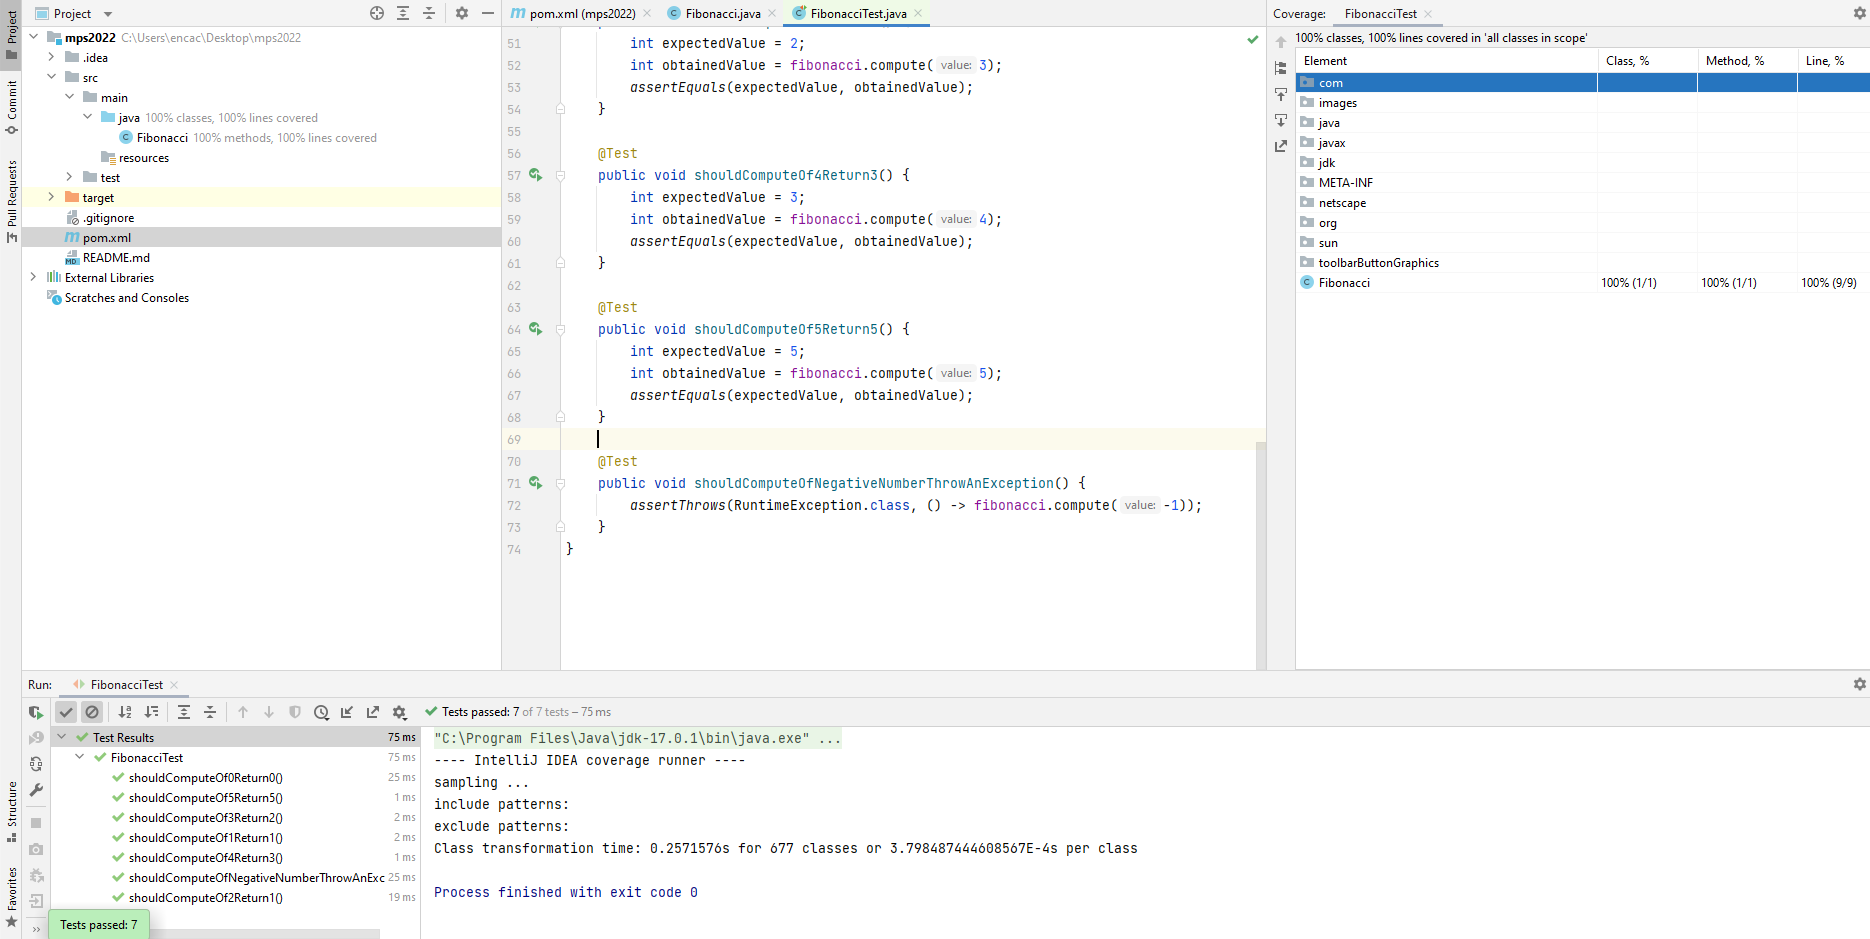 Project
mps2022 C:\Users\encac\Desktop\mps2022
.idea
src
main
java 100% classes, 100% lines covered
Fibonacci 100% methods, 100% lines covered
resources
test
target
.gitignore
pom.xml
README.md
External Libraries
Scratches and Consoles
Project
Commit
Pull Requests
Structure
Favorites
pom.xml (mps2022)
Fibonacci.java
FibonacciTest.java
51 int expectedValue = 2;
52 int obtainedValue = fibonacci.compute( value: 3);
53 assertEquals(expectedValue, obtainedValue);
54 }
55
56 @Test
57 public void shouldComputeOf4Return3() {
58 int expectedValue = 3;
59 int obtainedValue = fibonacci.compute( value: 4);
60 assertEquals(expectedValue, obtainedValue);
61 }
62
63 @Test
64 public void shouldComputeOf5Return5() {
65 int expectedValue = 5;
66 int obtainedValue = fibonacci.compute( value: 5);
67 assertEquals(expectedValue, obtainedValue);
68 }
69
70 @Test
71 public void shouldComputeOfNegativeNumberThrowAnException() {
72 assertThrows(RuntimeException.class, () -> fibonacci.compute( value: -1));
73 }
74 }
Coverage: FibonacciTest
100% classes, 100% lines covered in 'all classes in scope'
Element Class, % Method, % Line, %
com
images
java
javax
jdk
META-INF
netscape
org
sun
toolbarButtonGraphics
Fibonacci 100% (1/1) 100% (1/1) 100% (9/9)
Run: FibonacciTest
Tests passed: 7 of 7 tests – 75 ms
Test Results 75 ms
FibonacciTest 75 ms
shouldComputeOf0Return0() 25 ms
shouldComputeOf5Return5() 1 ms
shouldComputeOf3Return2() 2 ms
shouldComputeOf1Return1() 2 ms
shouldComputeOf4Return3() 1 ms
shouldComputeOfNegativeNumberThrowAnExc 25 ms
shouldComputeOf2Return1() 19 ms
Tests passed: 7
"C:\Program Files\Java\jdk-17.0.1\bin\java.exe" ...
---- IntelliJ IDEA coverage runner ----
sampling ...
include patterns:
exclude patterns:
Class transformation time: 0.2571576s for 677 classes or 3.798487444608567E-4s per class
Process finished with exit code 0